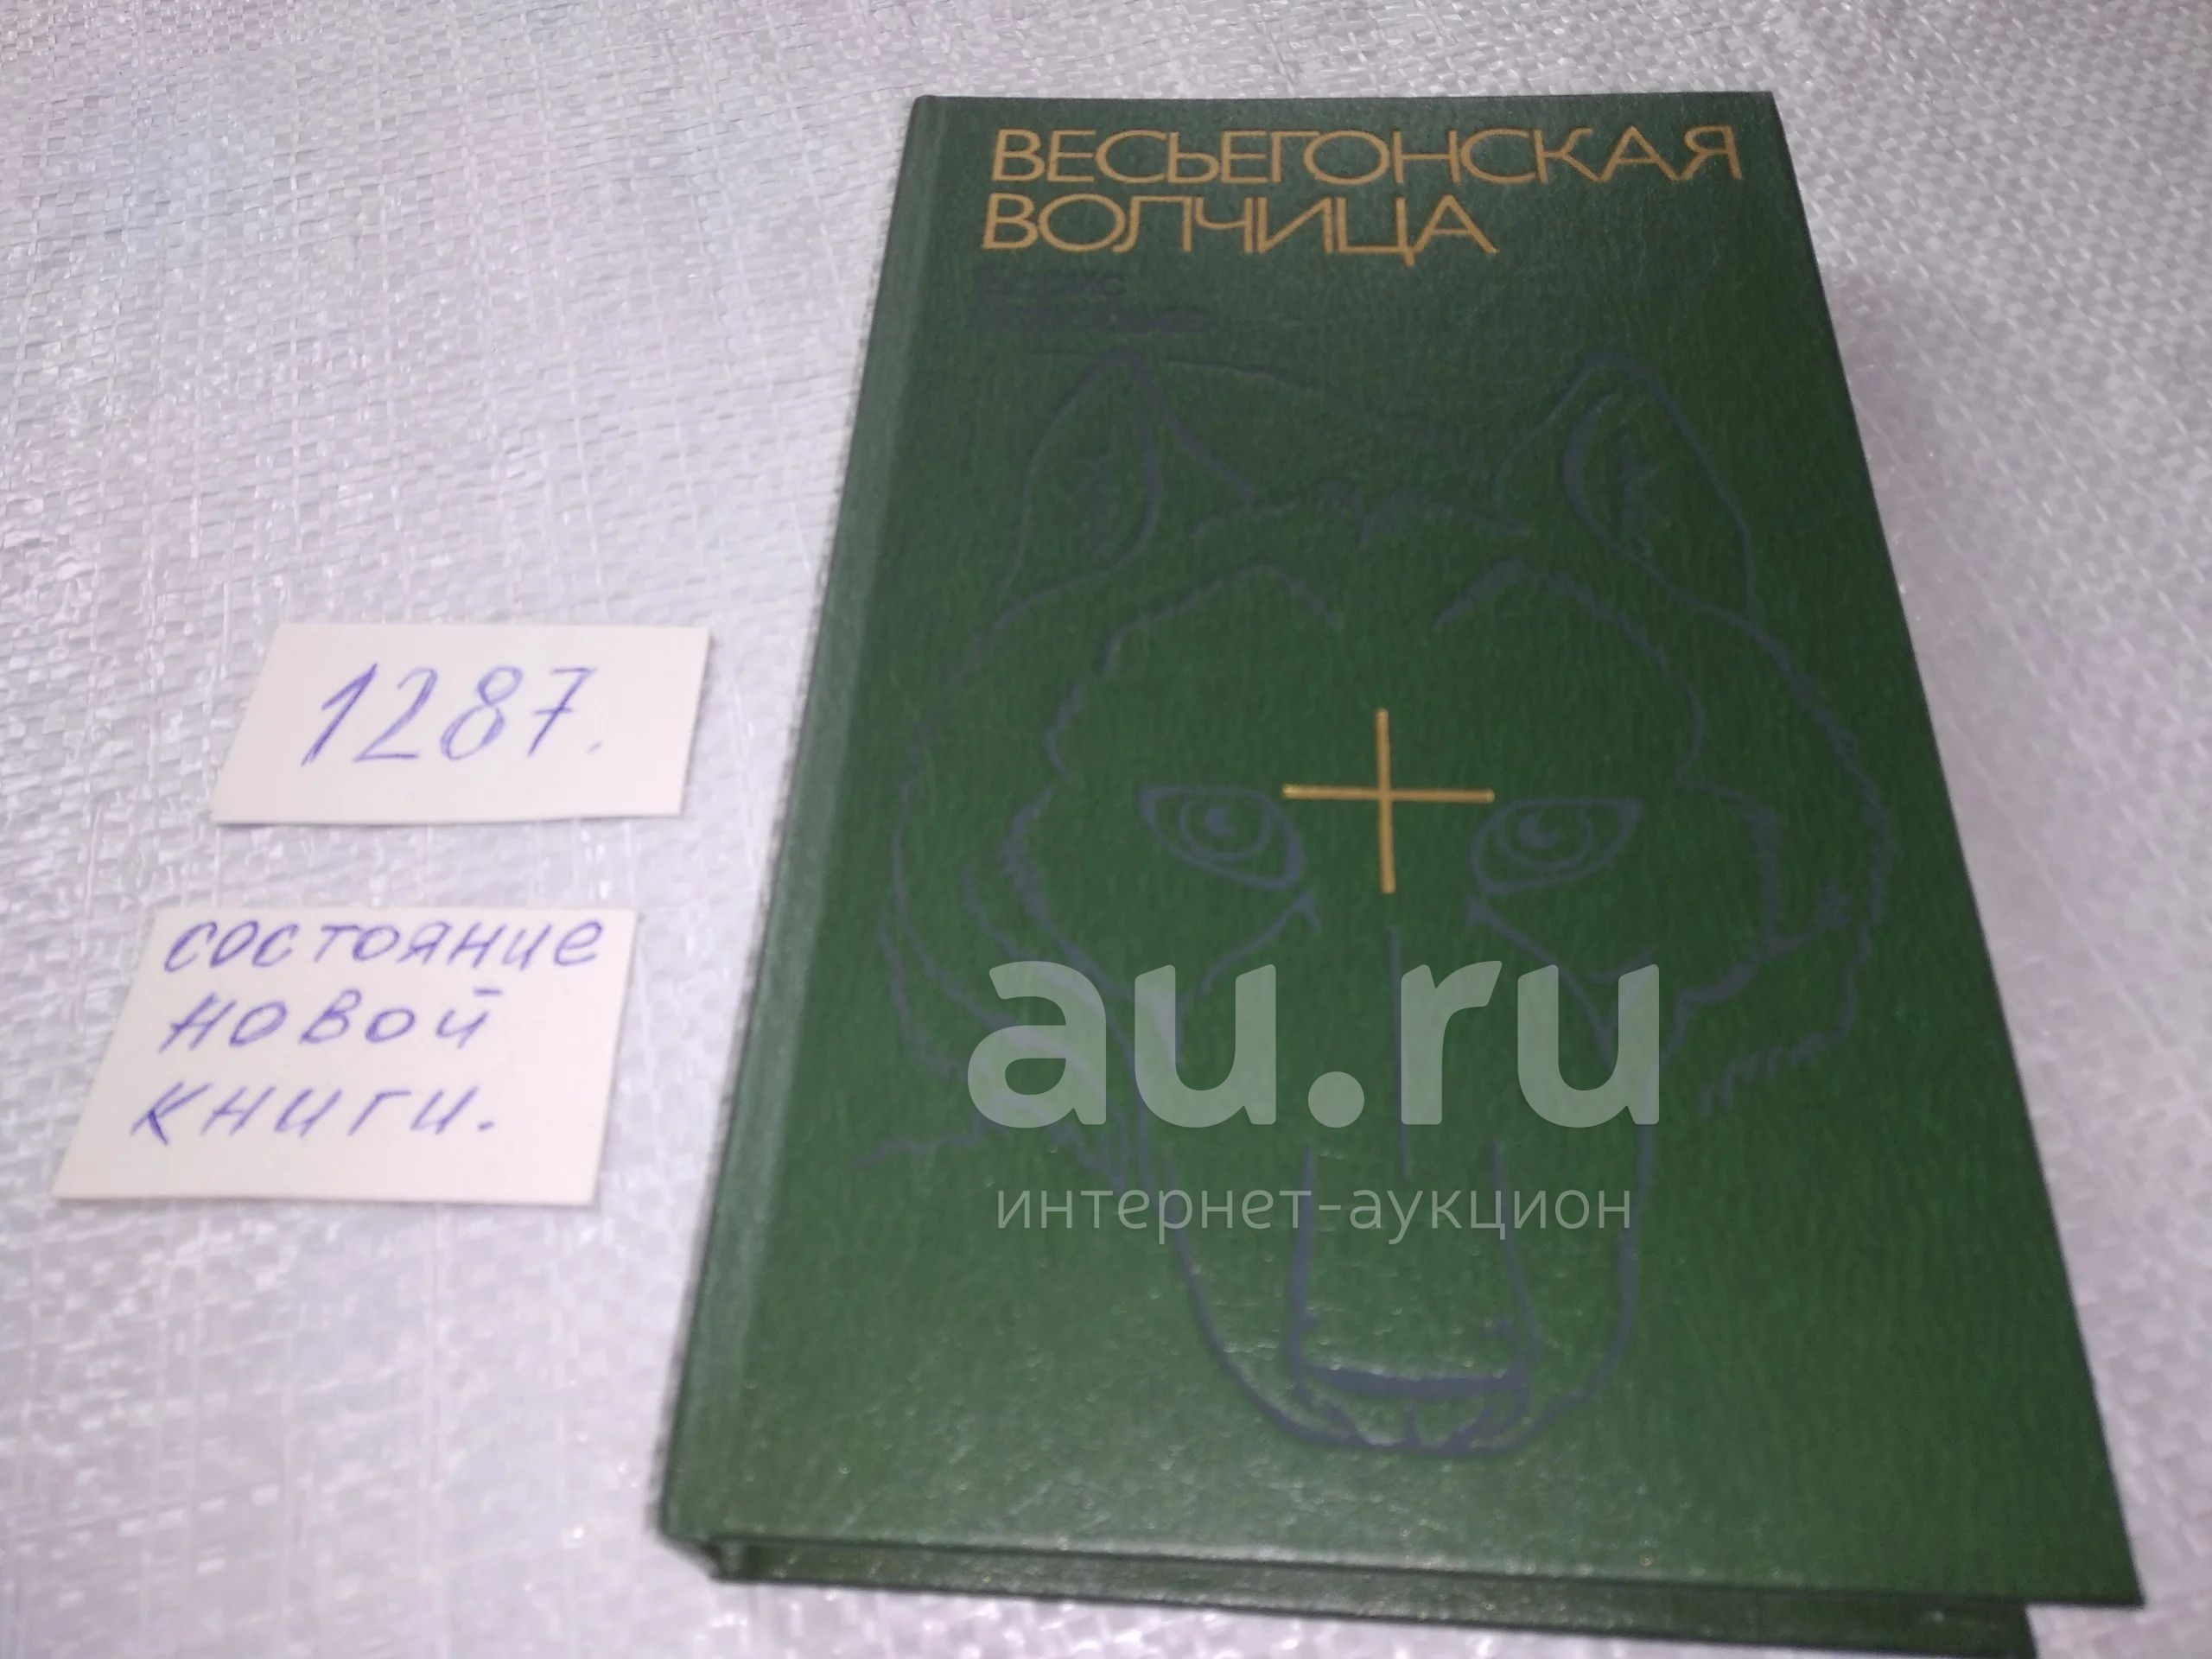 ВЕСЬЕГОНСКАЯ
ВОЛЧИЦА
1287.
состояние
новой
книги.
au.ru
интернет-аукцион